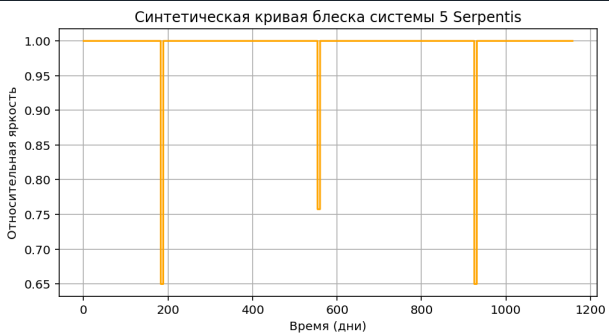 Синтетическая кривая блеска системы 5 Serpentis
Относительная яркость
1.00
0.95
0.90
0.85
0.80
0.75
0.70
0.65
0 200 400 600 800 1000 1200
Время (дни)